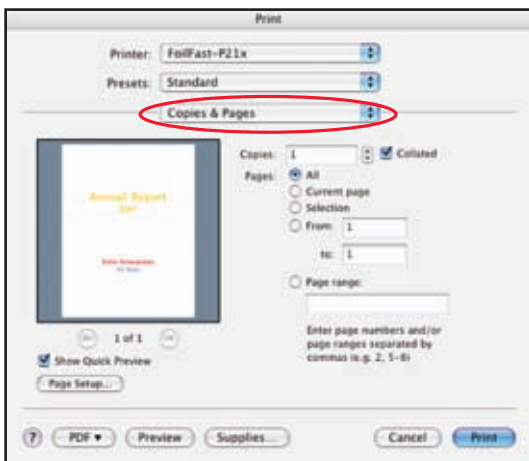 Print
Printer: FoilFast-P21x
Presets: Standard
Copies & Pages
Copies: 1 Collated
Pages: All
Current page
Selection
From: 1
to: 1
Page range:
Enter page numbers and/or
page ranges separated by
commas (e.g. 2, 5-8)
Annual Report
1 of 1
Show Quick Preview
Page Setup...
? PDF Preview Supplies... Cancel Print